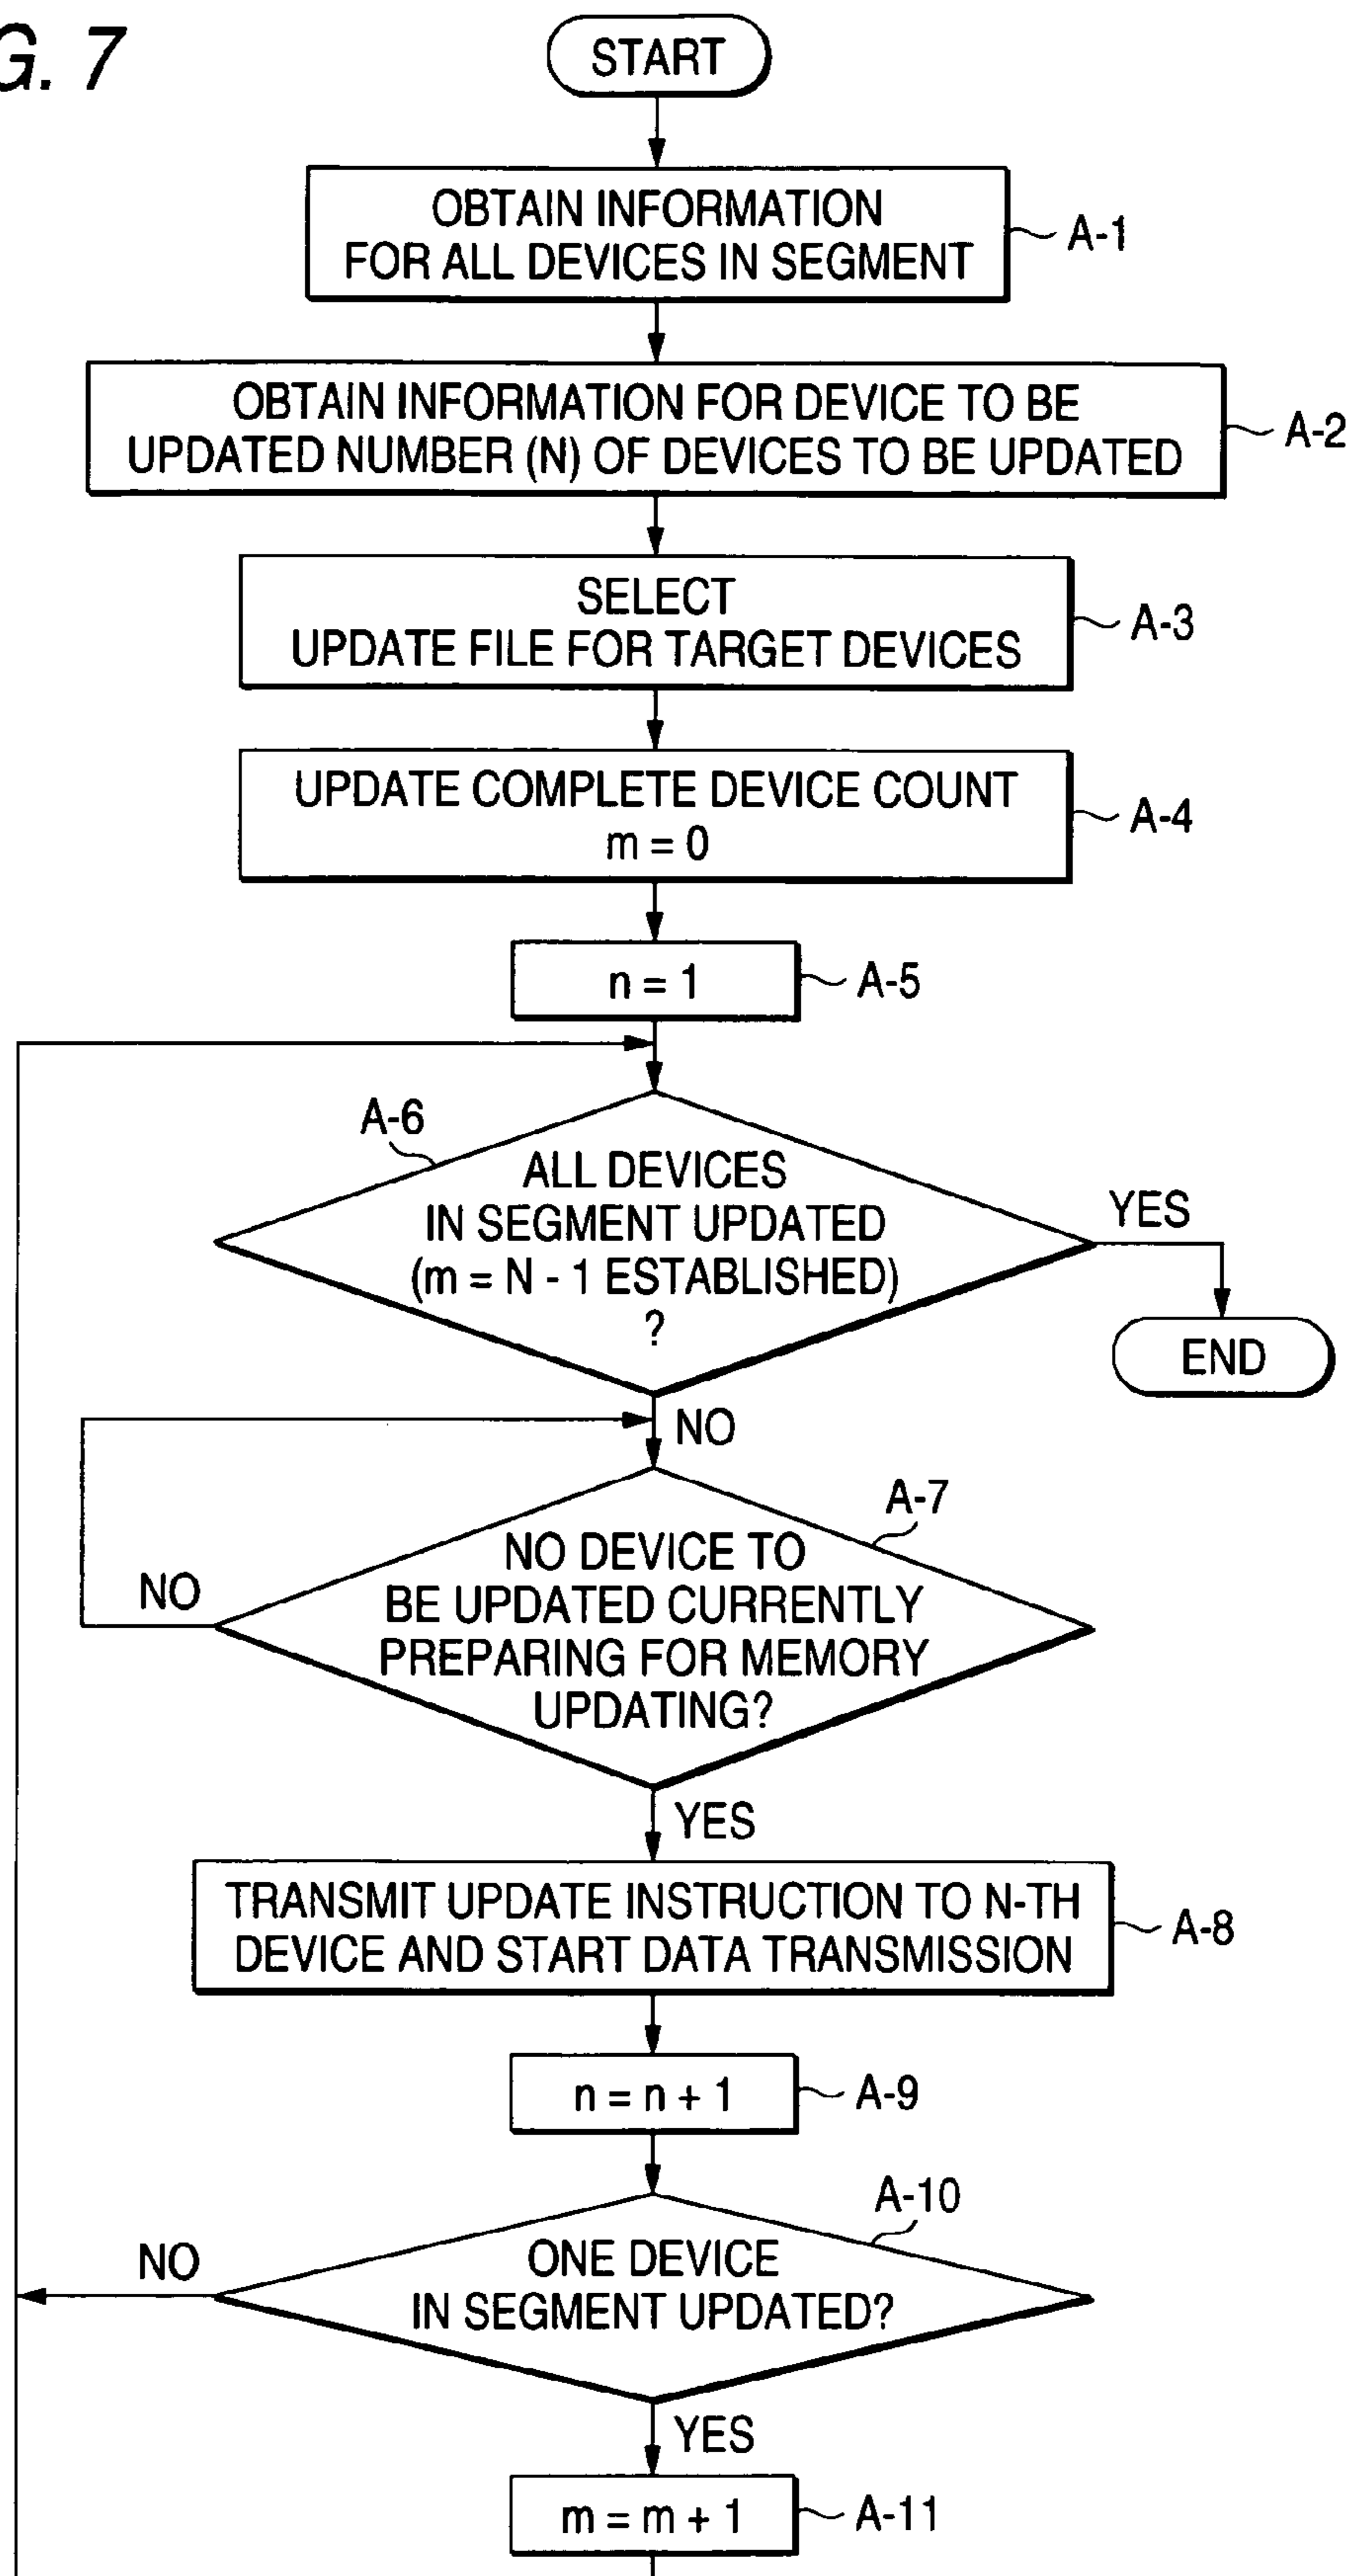 G. 7
START
OBTAIN INFORMATION
FOR ALL DEVICES IN SEGMENT
A-1
OBTAIN INFORMATION FOR DEVICE TO BE
UPDATED NUMBER (N) OF DEVICES TO BE UPDATED
A-2
SELECT
UPDATE FILE FOR TARGET DEVICES
A-3
UPDATE COMPLETE DEVICE COUNT
m = 0
A-4
n = 1
A-5
A-6
ALL DEVICES
IN SEGMENT UPDATED
(m = N - 1 ESTABLISHED)
?
YES
END
NO
A-7
NO DEVICE TO
BE UPDATED CURRENTLY
PREPARING FOR MEMORY
UPDATING?
NO
YES
TRANSMIT UPDATE INSTRUCTION TO N-TH
DEVICE AND START DATA TRANSMISSION
A-8
n = n + 1
A-9
A-10
ONE DEVICE
IN SEGMENT UPDATED?
NO
YES
m = m + 1
A-11